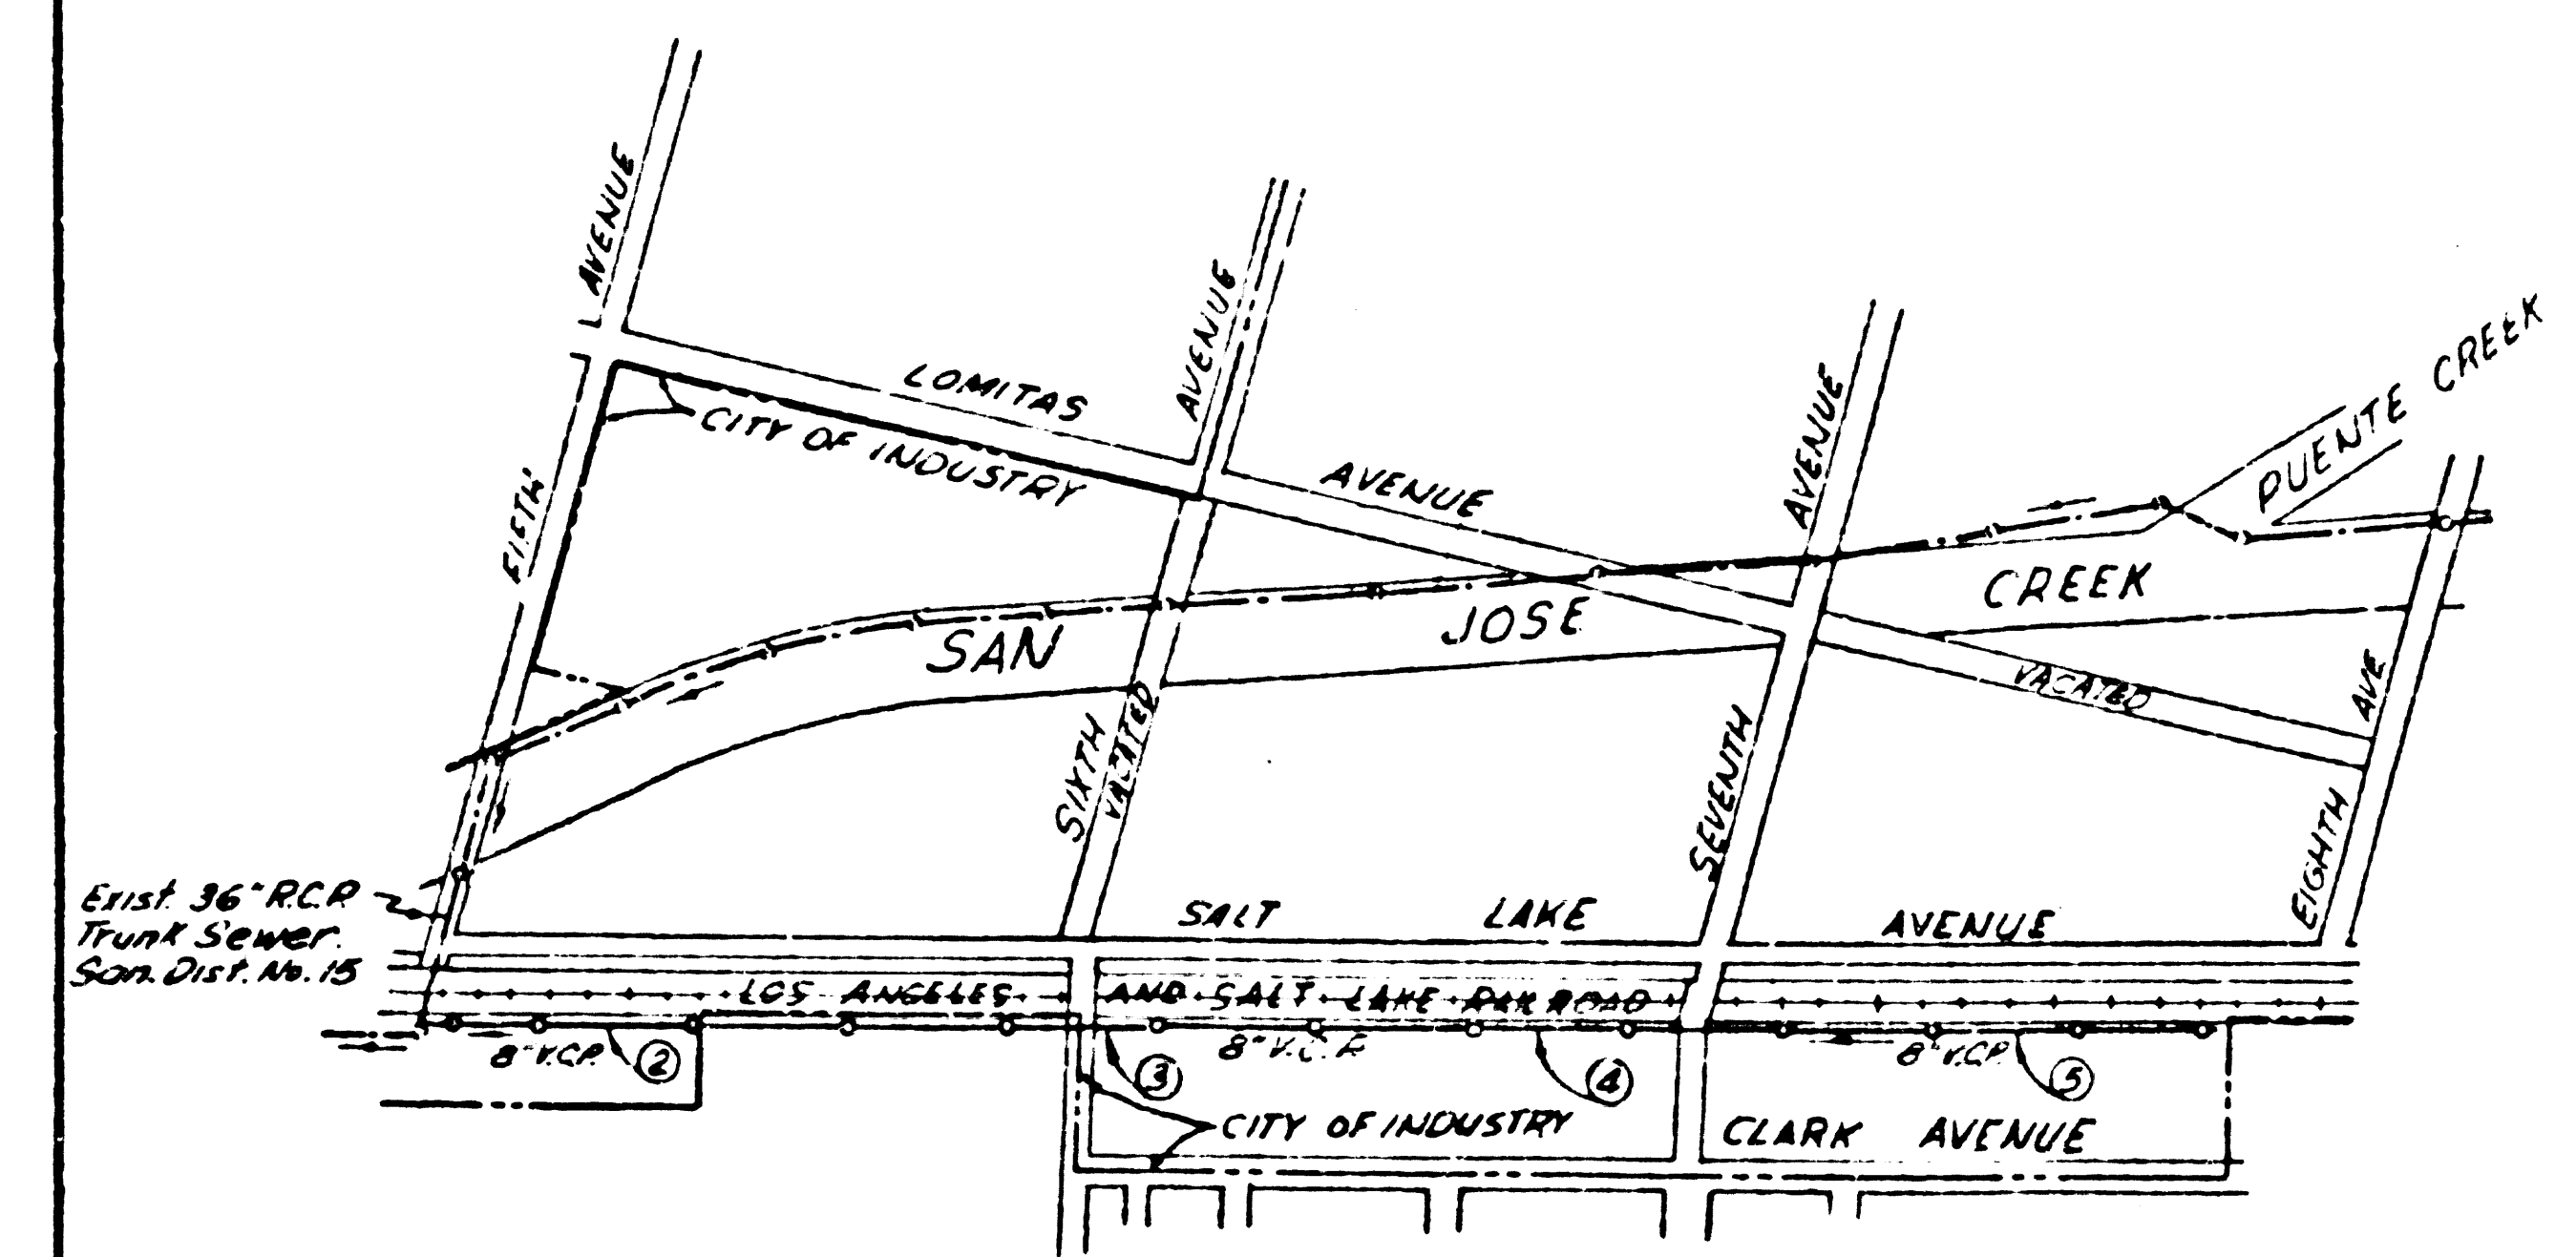 AVENUE
AVENUE
LOMITAS
AVENUE
PUENTE CREEK
CITY OF INDUSTRY
AVENUE
AVENUE
FIFTH
CREEK
JOSE
SAN
VACATED
AVE
SIXTH
VACATED
SEVENTH
EIGHTH
Exist. 36" R.C.P.
Trunk Sewer.
San. Dist. No. 15
SALT LAKE AVENUE
LOS ANGELES AND SALT LAKE RAILROAD
8" V.C.P.
2
3
8" V.C.P.
4
8" V.C.P.
5
CITY OF INDUSTRY
CLARK AVENUE